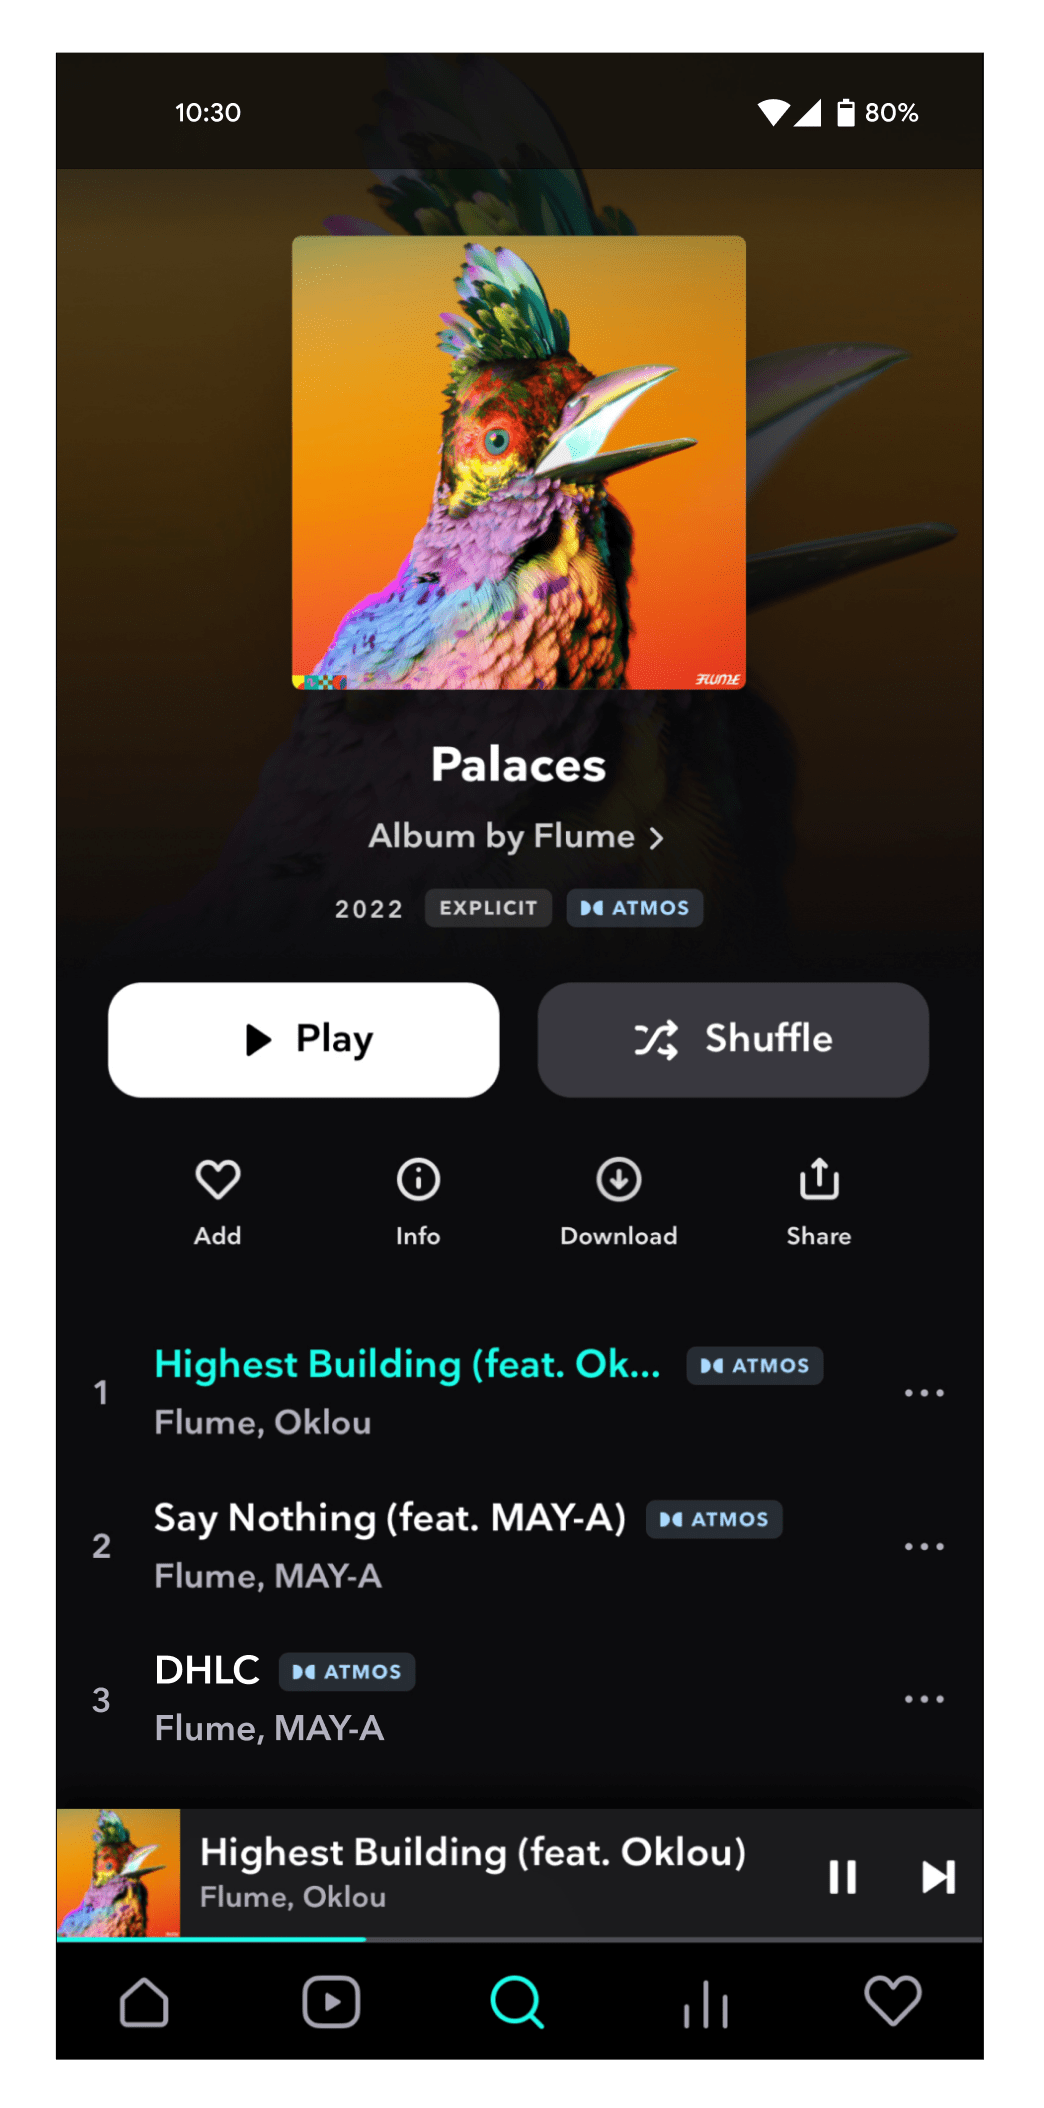 10:30 80%
FLUME
Palaces
Album by Flume
2022 EXPLICIT ATMOS
Play Shuffle
Add Info Download Share
1 Highest Building (feat. Ok... ATMOS
Flume, Oklou
2 Say Nothing (feat. MAY-A) ATMOS
Flume, MAY-A
3 DHLC ATMOS
Flume, MAY-A
Highest Building (feat. Oklou)
Flume, Oklou